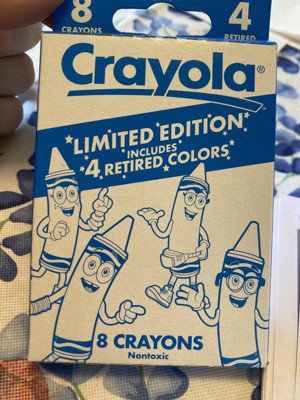 8 CRAYONS
4 RETIRED
Crayola®
LIMITED EDITION
INCLUDES
4 RETIRED COLORS
8 CRAYONS
Nontoxic